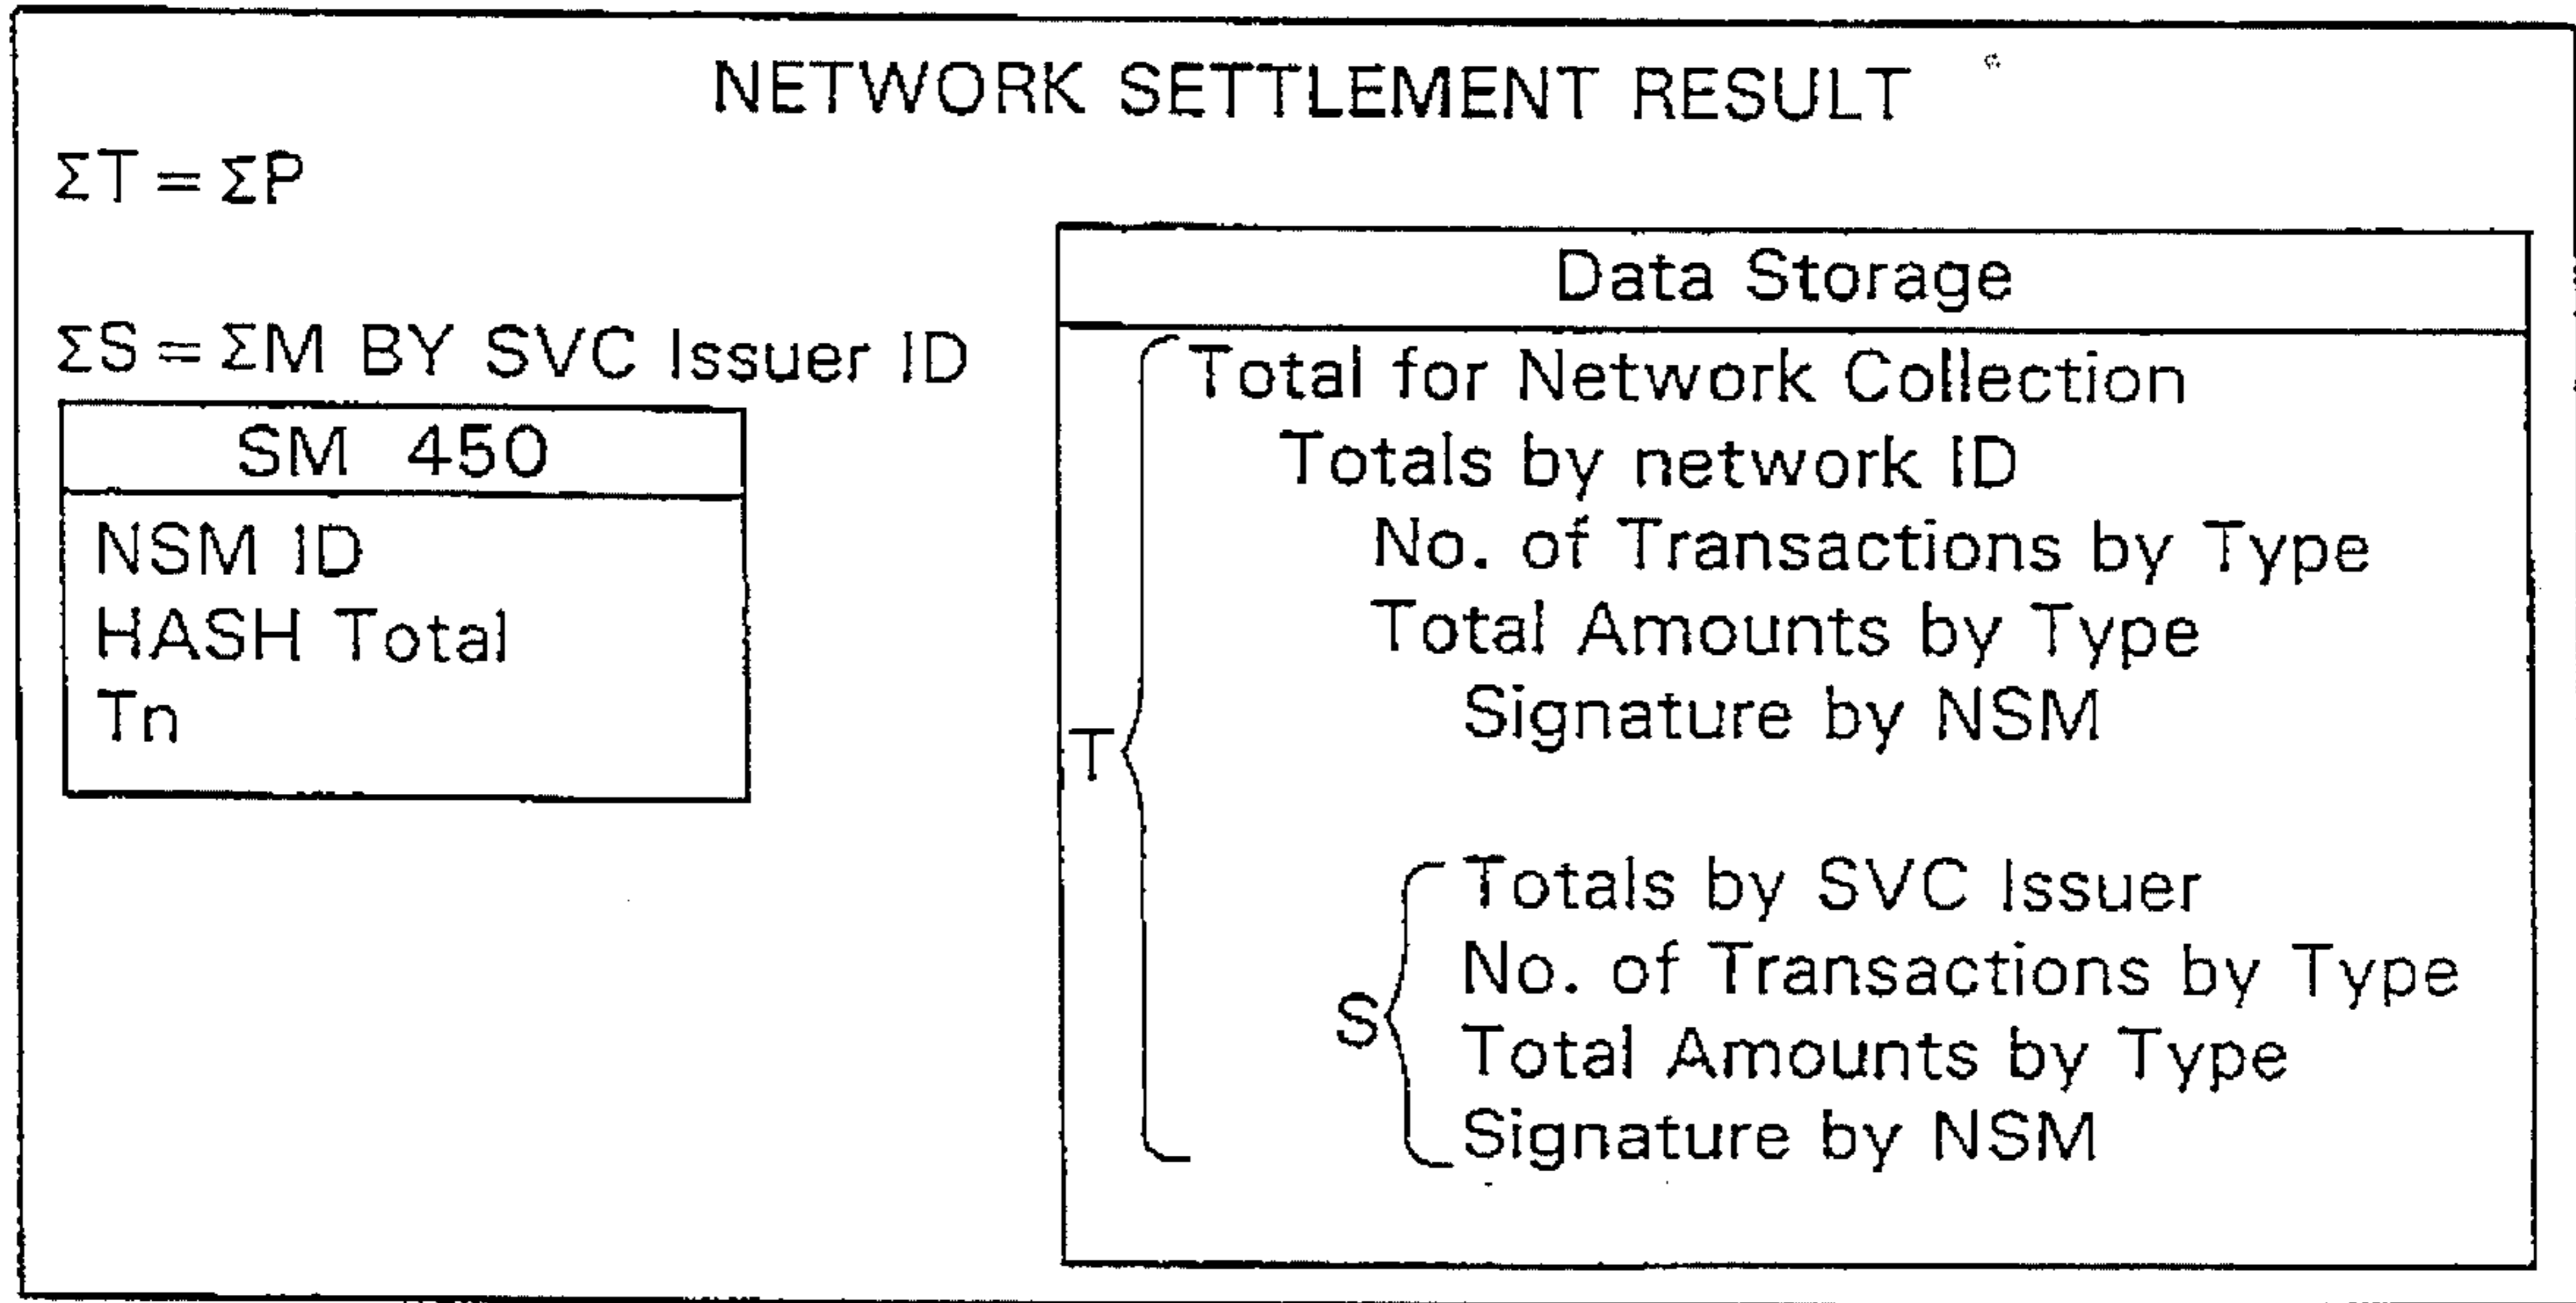 NETWORK SETTLEMENT RESULT
ΣT = ΣP
ΣS = ΣM BY SVC Issuer ID
SM 450
NSM ID
HASH Total
Tn
Data Storage
T
Total for Network Collection
Totals by network ID
No. of Transactions by Type
Total Amounts by Type
Signature by NSM
S
Totals by SVC Issuer
No. of Transactions by Type
Total Amounts by Type
Signature by NSM